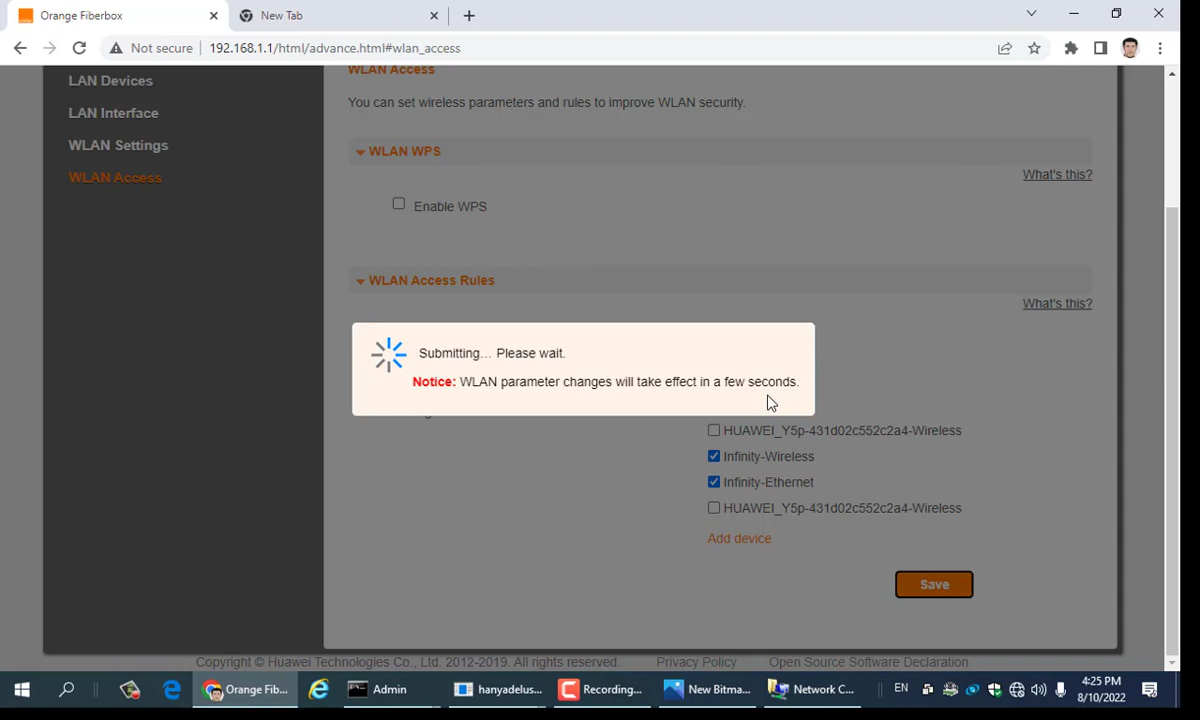 Orange Fiberbox
New Tab
Not secure
192.168.1.1/html/advance.html#wlan_access
LAN Devices
LAN Interface
WLAN Settings
WLAN Access
WLAN Access
You can set wireless parameters and rules to improve WLAN security.
WLAN WPS
What's this?
Enable WPS
WLAN Access Rules
What's this?
Submitting... Please wait.
Notice: WLAN parameter changes will take effect in a few seconds.
HUAWEI_Y5p-431d02c552c2a4-Wireless
Infinity-Wireless
Infinity-Ethernet
HUAWEI_Y5p-431d02c552c2a4-Wireless
Add device
Save
Copyright © Huawei Technologies Co., Ltd. 2012-2019. All rights reserved.
Privacy Policy
Open Source Software Declaration
Orange Fib...
Admin
hanyadelus...
Recording...
New Bitma...
Network C...
EN
4:25 PM
8/10/2022